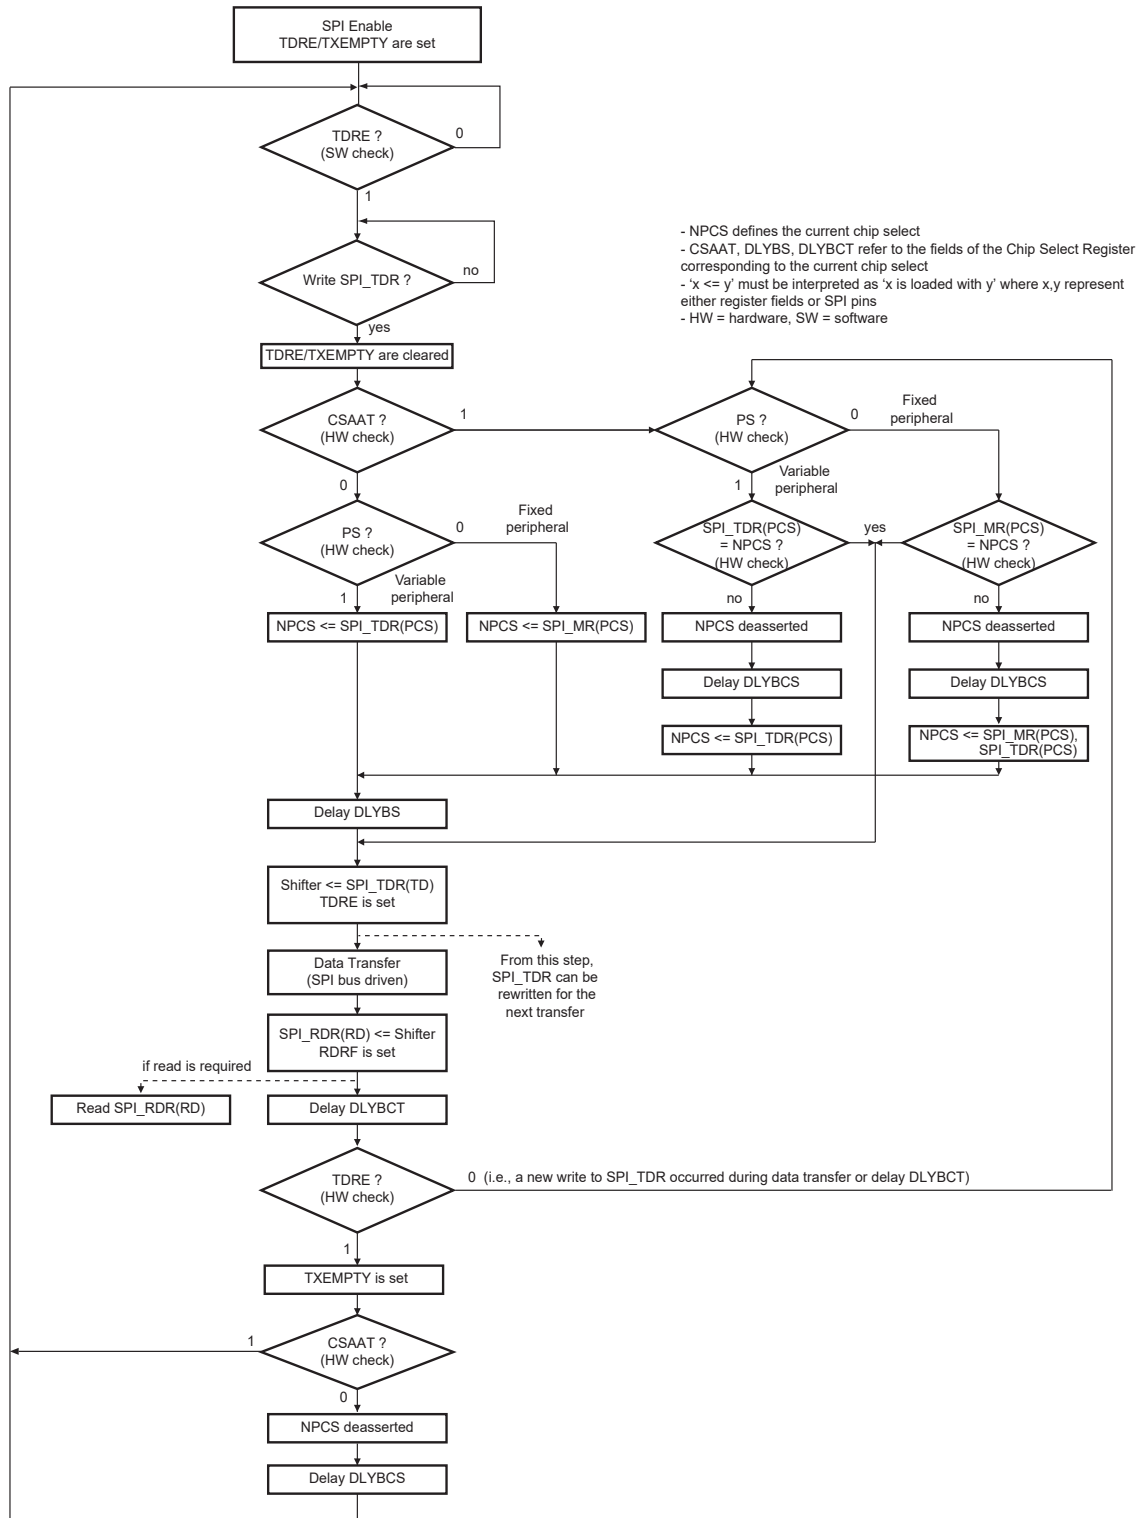 SPI Enable
TDRE/TXEMPTY are set
TDRE ?
(SW check)
0
1
Write SPI_TDR ?
no
yes
- NPCS defines the current chip select
- CSAAT, DLYBS, DLYBCT refer to the fields of the Chip Select Register
corresponding to the current chip select
- ‘x <= y’ must be interpreted as ‘x is loaded with y’ where x,y represent
either register fields or SPI pins
- HW = hardware, SW = software
TDRE/TXEMPTY are cleared
CSAAT ?
(HW check)
1
0
PS ?
(HW check)
0
Fixed
peripheral
1
Variable
peripheral
PS ?
(HW check)
0
Fixed
peripheral
1
Variable
peripheral
SPI_TDR(PCS)
= NPCS ?
(HW check)
yes
SPI_MR(PCS)
= NPCS ?
(HW check)
no
no
NPCS <= SPI_TDR(PCS)
NPCS <= SPI_MR(PCS)
NPCS deasserted
NPCS deasserted
Delay DLYBCS
Delay DLYBCS
NPCS <= SPI_TDR(PCS)
NPCS <= SPI_MR(PCS),
SPI_TDR(PCS)
Delay DLYBS
Shifter <= SPI_TDR(TD)
TDRE is set
Data Transfer
(SPI bus driven)
From this step,
SPI_TDR can be
rewritten for the
next transfer
SPI_RDR(RD) <= Shifter
RDRF is set
if read is required
Read SPI_RDR(RD)
Delay DLYBCT
TDRE ?
(HW check)
0 (i.e., a new write to SPI_TDR occurred during data transfer or delay DLYBCT)
1
TXEMPTY is set
CSAAT ?
(HW check)
1
0
NPCS deasserted
Delay DLYBCS